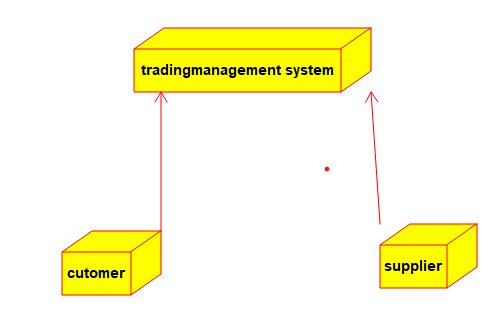 tradingmanagement system
cutomer
supplier